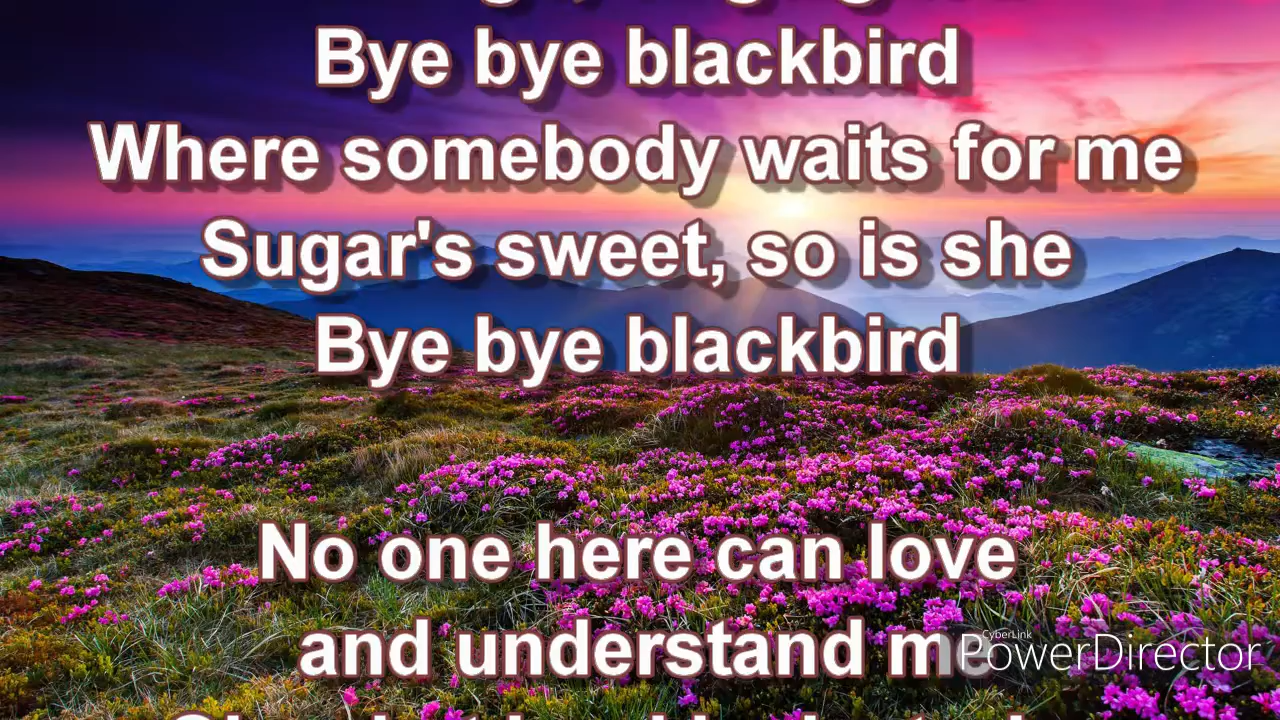 Bye bye blackbird
Where somebody waits for me
Sugar's sweet, so is she
Bye bye blackbird
No one here can love
and understand me
CyberLink
PowerDirector